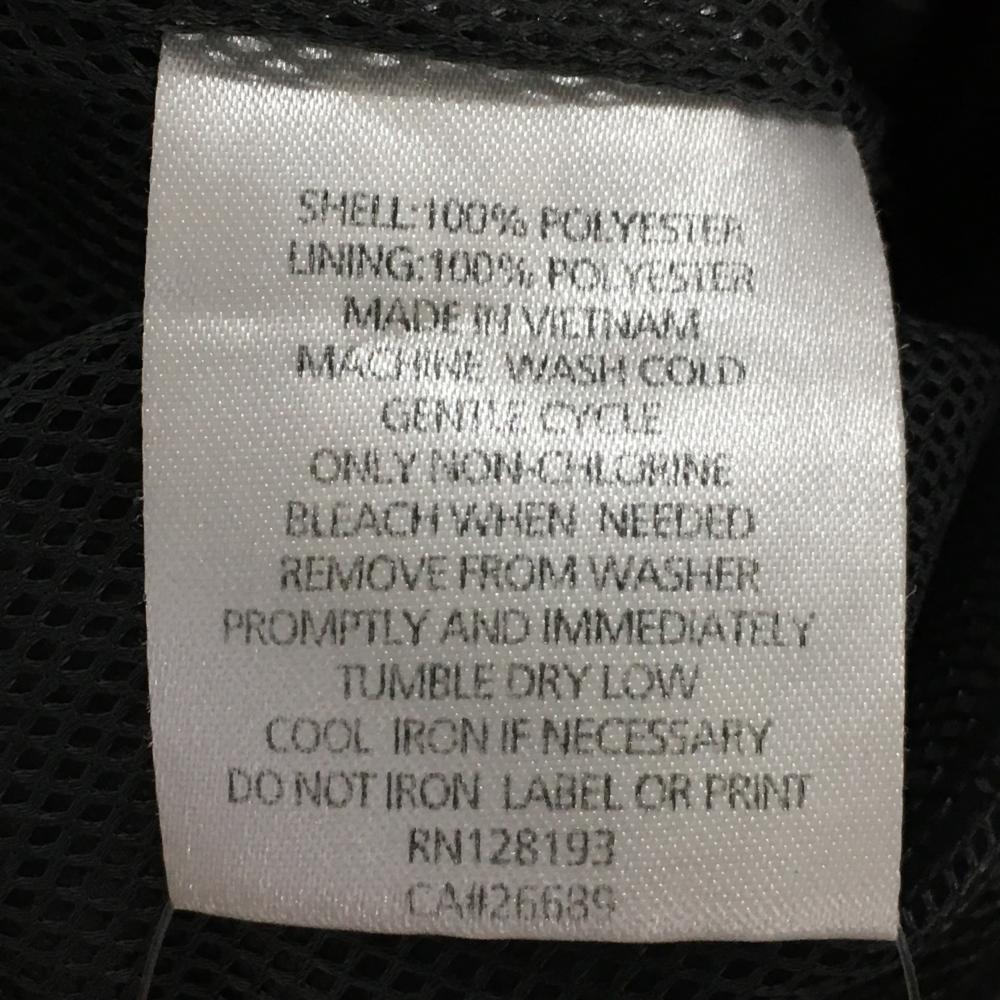 SHELL:100% POLYESTER
LINING:100% POLYESTER
MADE IN VIETNAM
MACHINE WASH COLD
GENTLE CYCLE
ONLY NON-CHLORINE
BLEACH WHEN NEEDED
REMOVE FROM WASHER
PROMPTLY AND IMMEDIATELY
TUMBLE DRY LOW
COOL IRON IF NECESSARY
DO NOT IRON LABEL OR PRINT
RN128193
CA#26689